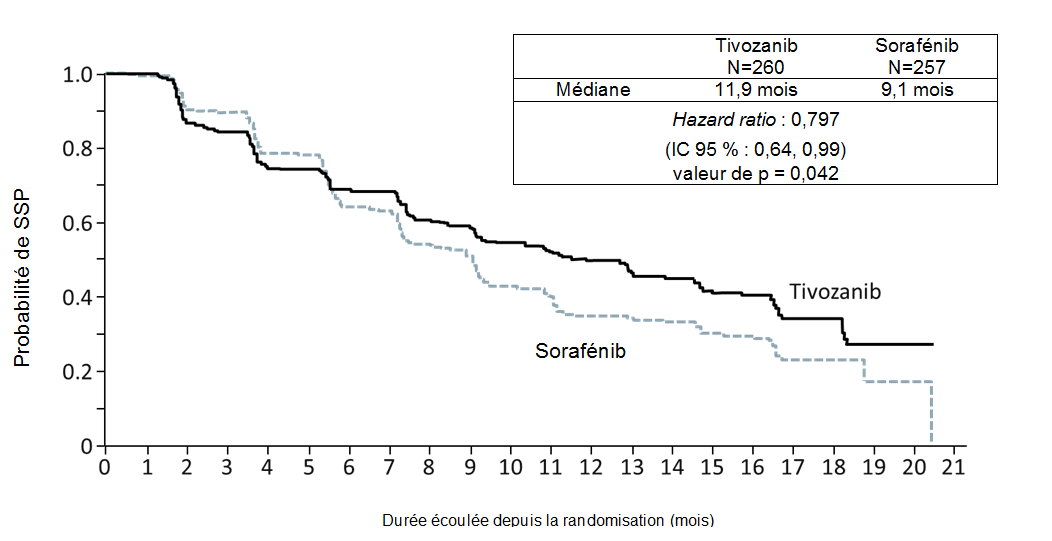 Tivozanib Sorafénib
N=260 N=257
Médiane 11,9 mois 9,1 mois
Hazard ratio : 0,797
(IC 95 % : 0,64, 0,99)
valeur de p = 0,042
Probabilité de SSP
1.0
0.8
0.6
0.4
0.2
0
Tivozanib
Sorafénib
0 1 2 3 4 5 6 7 8 9 10 11 12 13 14 15 16 17 18 19 20 21
Durée écoulée depuis la randomisation (mois)